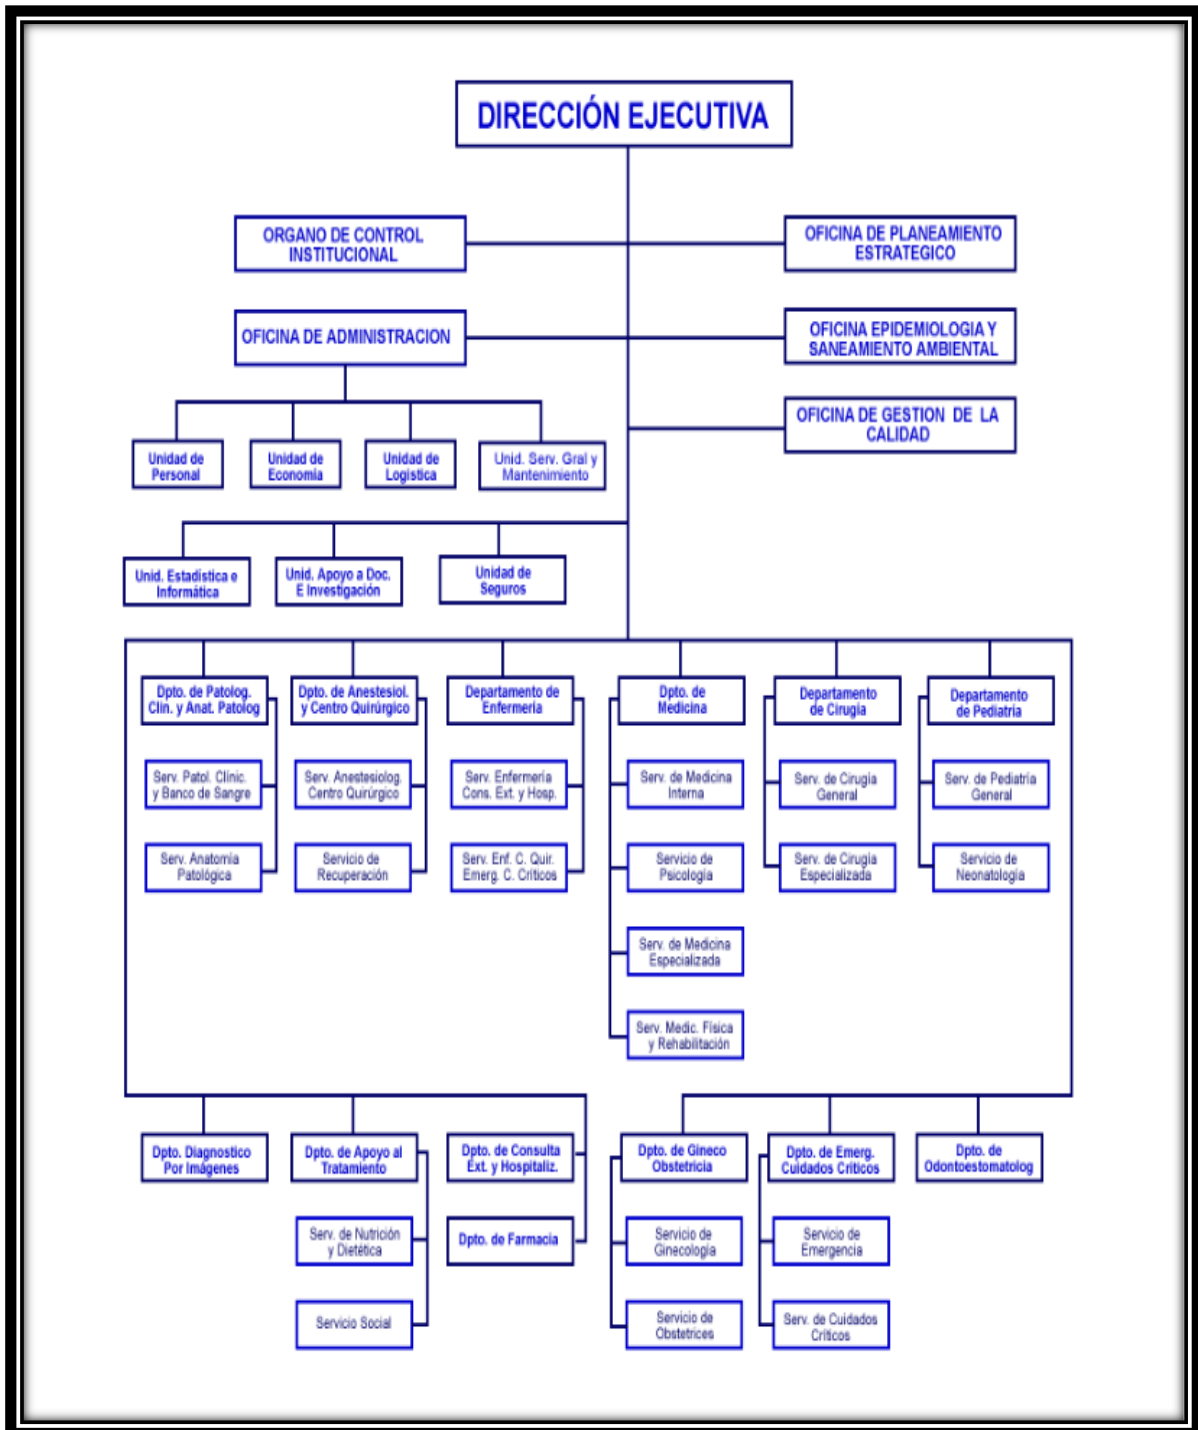 DIRECCIÓN EJECUTIVA
ORGANO DE CONTROL
INSTITUCIONAL
OFICINA DE PLANEAMIENTO
ESTRATEGICO
OFICINA DE ADMINISTRACION
OFICINA EPIDEMIOLOGIA Y
SANEAMIENTO AMBIENTAL
OFICINA DE GESTION DE LA
CALIDAD
Unidad de
Personal
Unidad de
Economía
Unidad de
Logística
Unid. Serv. Gral y
Mantenimiento
Unid. Estadística e
Informática
Unid. Apoyo a Doc.
E Investigación
Unidad de
Seguros
Dpto. de Patolog.
Clin. y Anat. Patolog
Dpto. de Anestesiol.
y Centro Quirúrgico
Departamento de
Enfermería
Dpto. de
Medicina
Departamento
de Cirugía
Departamento
de Pediatría
Serv. Patol. Clínic.
y Banco de Sangre
Serv. Anestesiolog.
Centro Quirúrgico
Serv. Enfermería
Cons. Ext. y Hosp.
Serv. de Medicina
Interna
Serv. de Cirugía
General
Serv. de Pediatría
General
Serv. Anatomía
Patológica
Servicio de
Recuperación
Serv. Enf. C. Quir.
Emerg. C. Críticos
Servicio de
Psicología
Serv. de Cirugía
Especializada
Servicio de
Neonatología
Serv. de Medicina
Especializada
Serv. Medic. Física
y Rehabilitación
Dpto. Diagnostico
Por Imágenes
Dpto. de Apoyo al
Tratamiento
Dpto. de Consulta
Ext. y Hospitaliz.
Dpto. de Gineco
Obstetricia
Dpto. de Emerg.
Cuidados Críticos
Dpto. de
Odontoestomatolog
Serv. de Nutrición
y Dietética
Dpto. de Farmacia
Servicio de
Ginecología
Servicio de
Emergencia
Servicio Social
Servicio de
Obstetrices
Serv. de Cuidados
Críticos